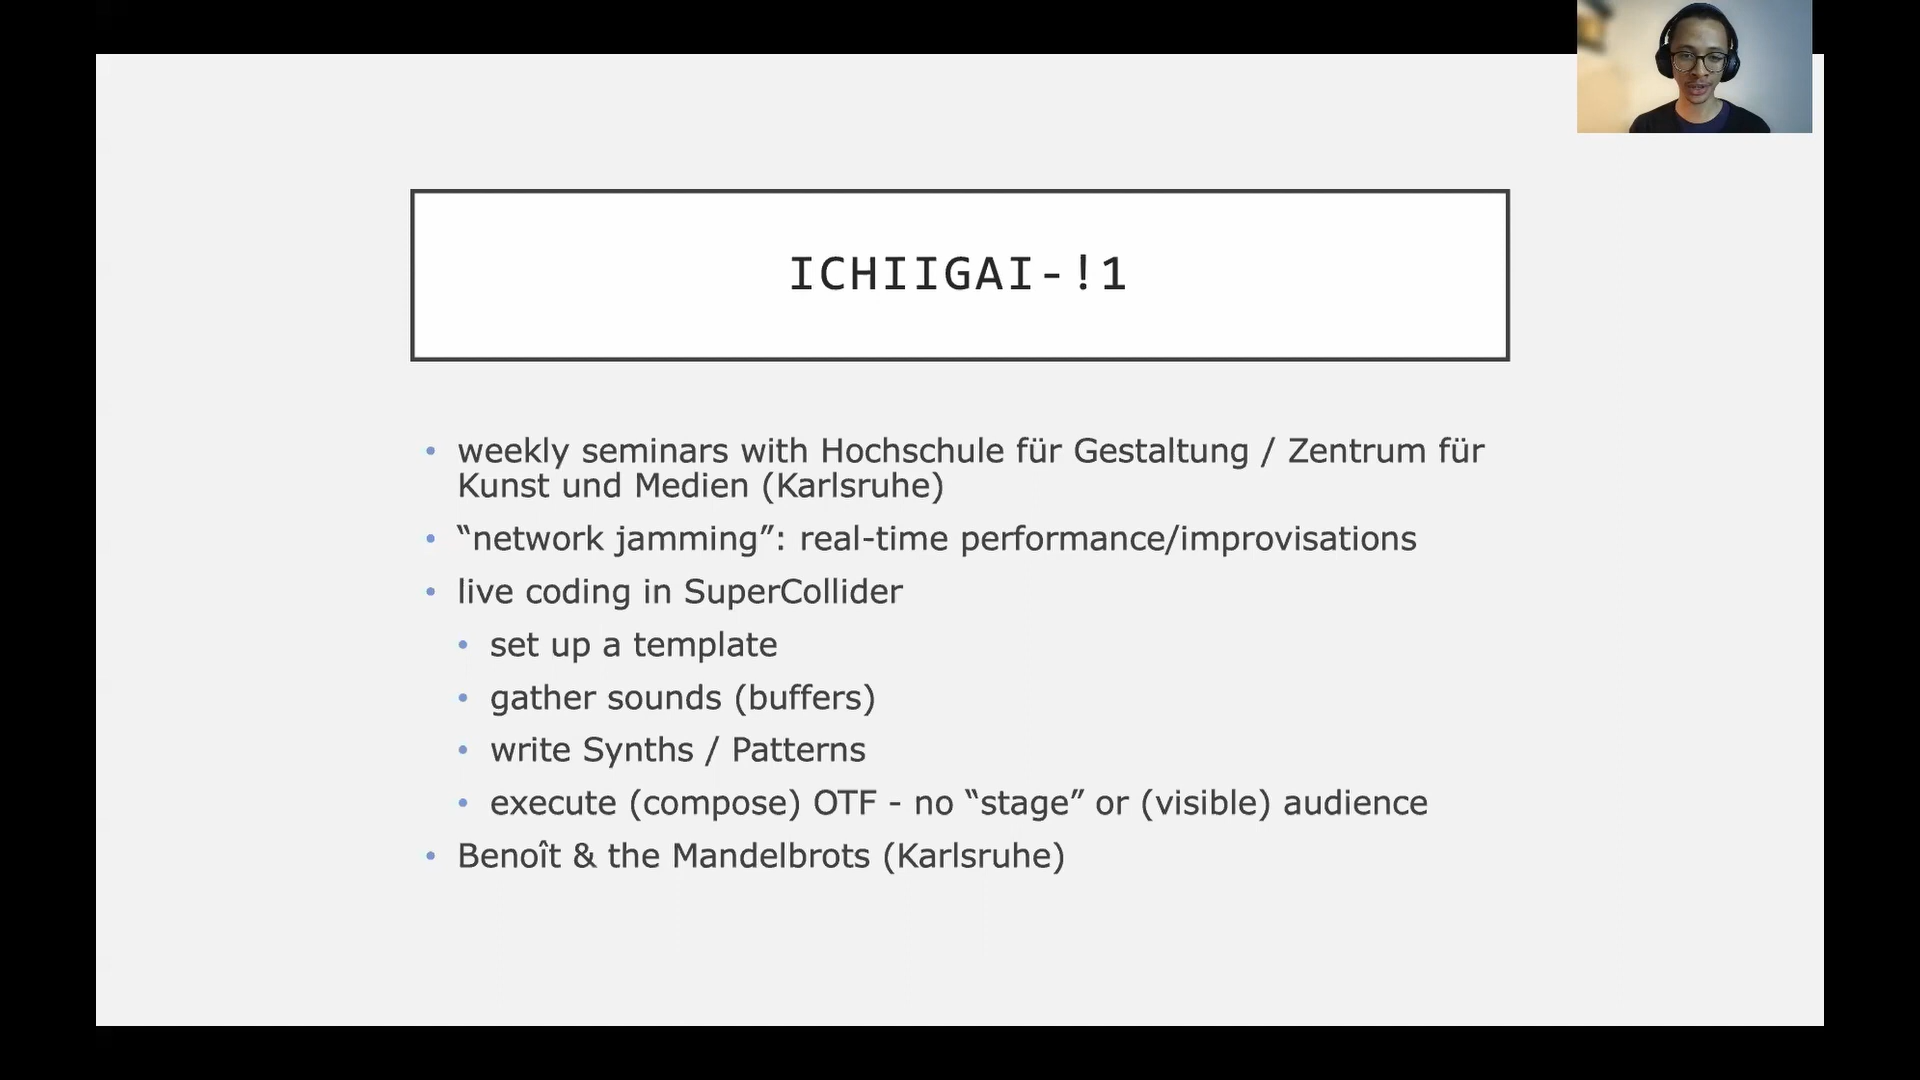 ICHIIGAI-!1
• weekly seminars with Hochschule für Gestaltung / Zentrum für
Kunst und Medien (Karlsruhe)
• “network jamming”: real-time performance/improvisations
• live coding in SuperCollider
• set up a template
• gather sounds (buffers)
• write Synths / Patterns
• execute (compose) OTF - no “stage” or (visible) audience
• Benoît & the Mandelbrots (Karlsruhe)